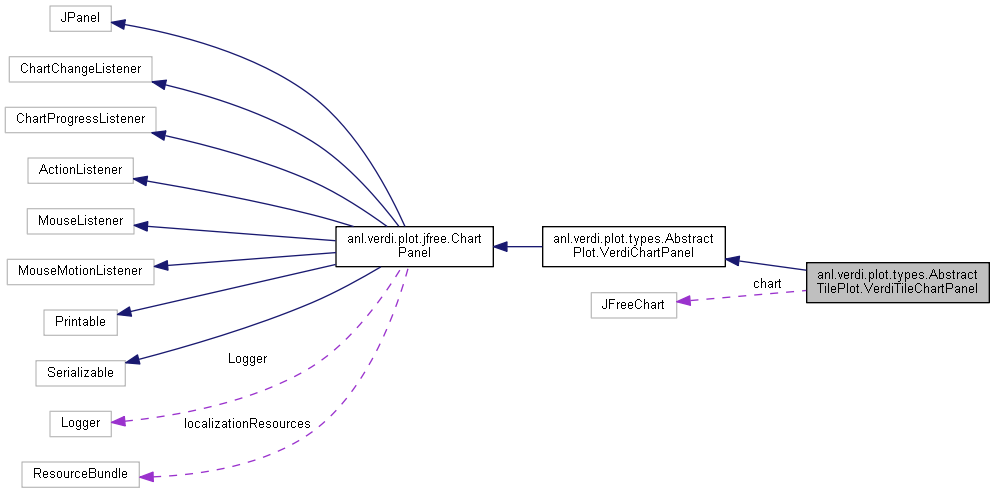 JPanel
ChartChangeListener
ChartProgressListener
ActionListener
MouseListener
MouseMotionListener
Printable
Serializable
Logger
ResourceBundle
Logger
localizationResources
anl.verdi.plot.jfree.Chart
Panel
anl.verdi.plot.types.Abstract
Plot.VerdiChartPanel
JFreeChart
chart
anl.verdi.plot.types.Abstract
TilePlot.VerdiTileChartPanel